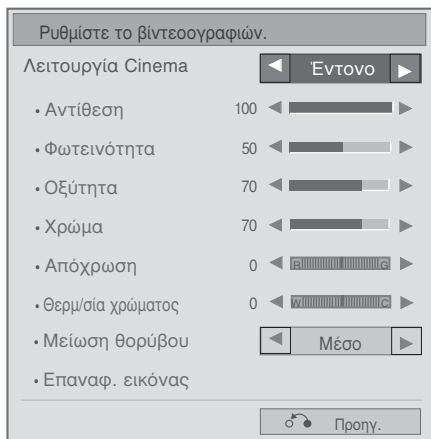 Ρυθμίστε το βίντεοογραφιών.
Λειτουργία Cinema ◄ Έντονο ►
• Αντίθεση 100 ◄ ►
• Φωτεινότητα 50 ◄ ►
• Οξύτητα 70 ◄ ►
• Χρώμα 70 ◄ ►
• Απόχρωση 0 ◄ R G ►
• Θερμ/σία χρώματος 0 ◄ W C ►
• Μείωση θορύβου ◄ Μέσο ►
• Επαναφ. εικόνας
Προηγ.